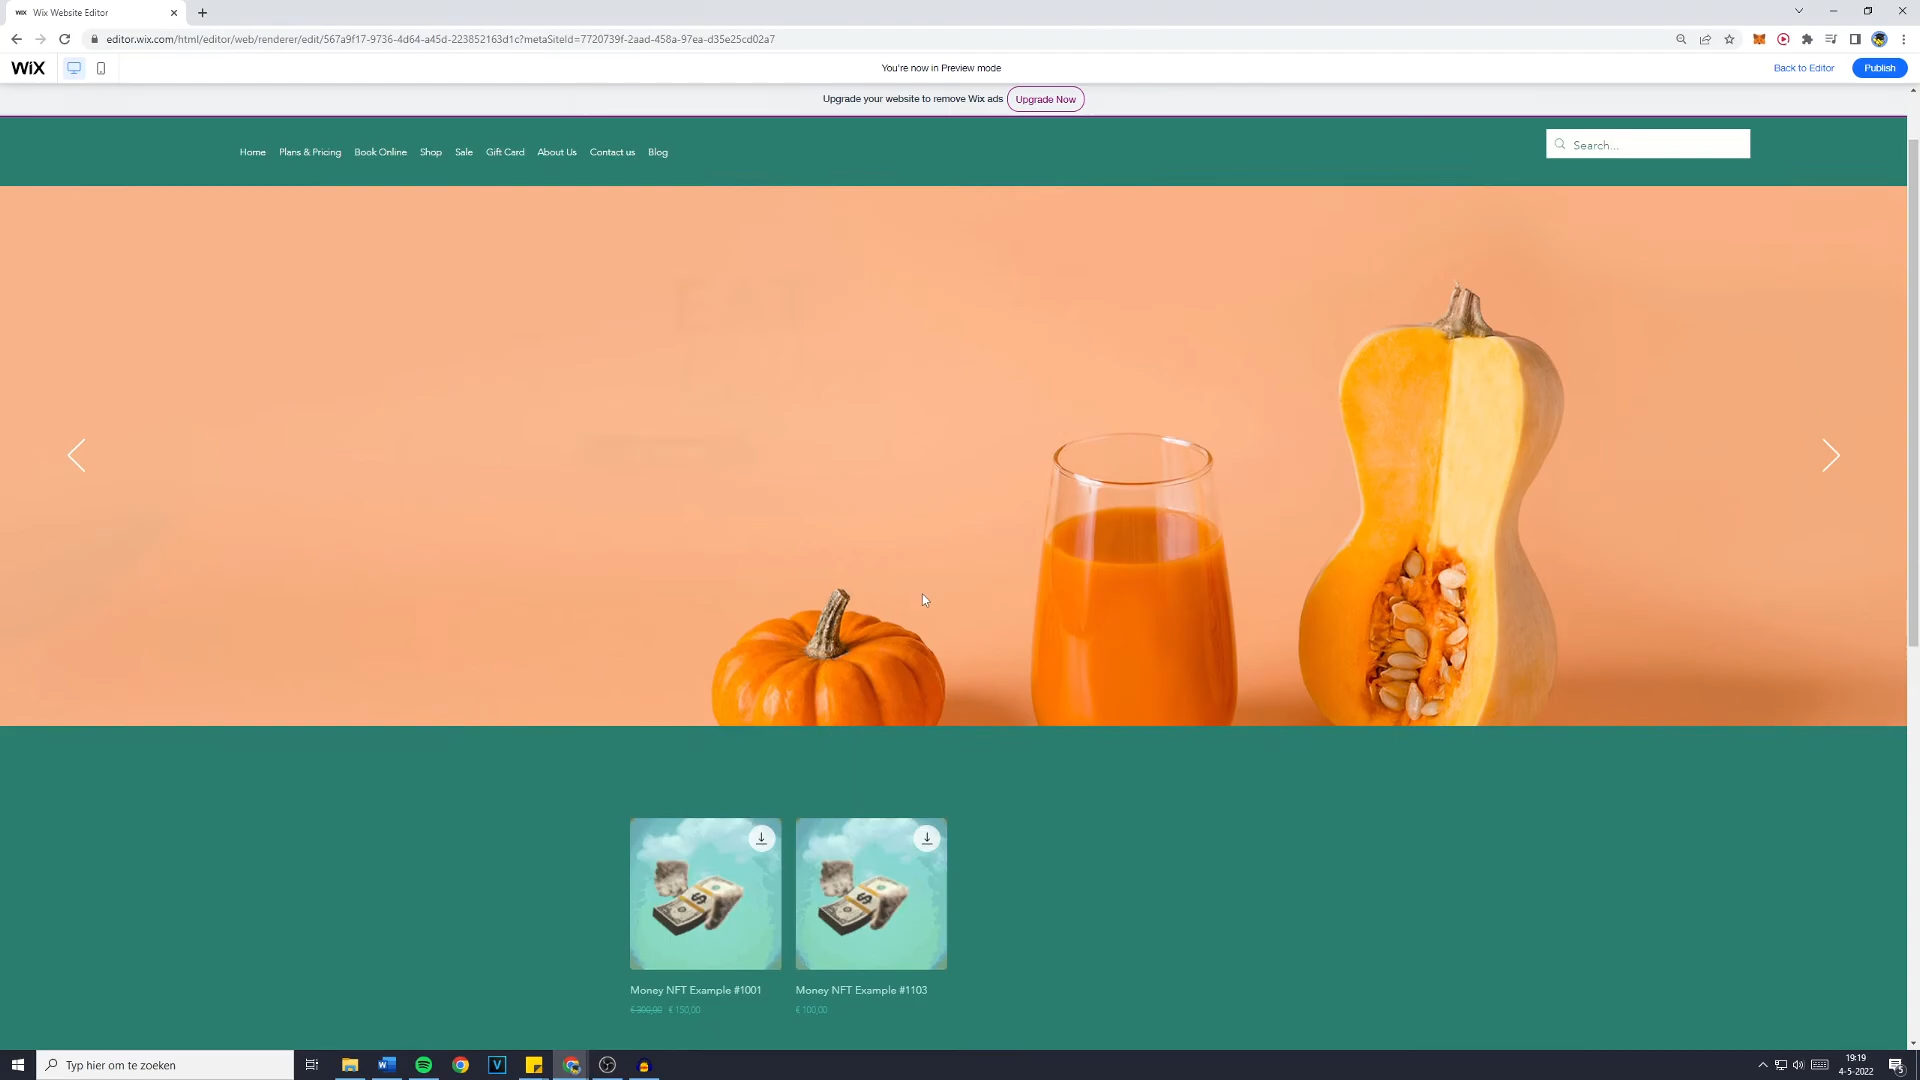 Wix Website Editor
editor.wix.com/html/editor/web/renderer/edit/567a9f17-9736-4d64-a45d-223852163d1c?metaSiteId=7720739f-2aad-458a-97ea-d35e25cd02a7
WiX
You're now in Preview mode
Back to Editor
Publish
Upgrade your website to remove Wix ads
Upgrade Now
Home
Plans & Pricing
Book Online
Shop
Sale
Gift Card
About Us
Contact us
Blog
Search...
EAT
Money NFT Example #1001
€ 300,00 € 150,00
Money NFT Example #1103
€ 100,00
Typ hier om te zoeken
19:19
4-5-2022